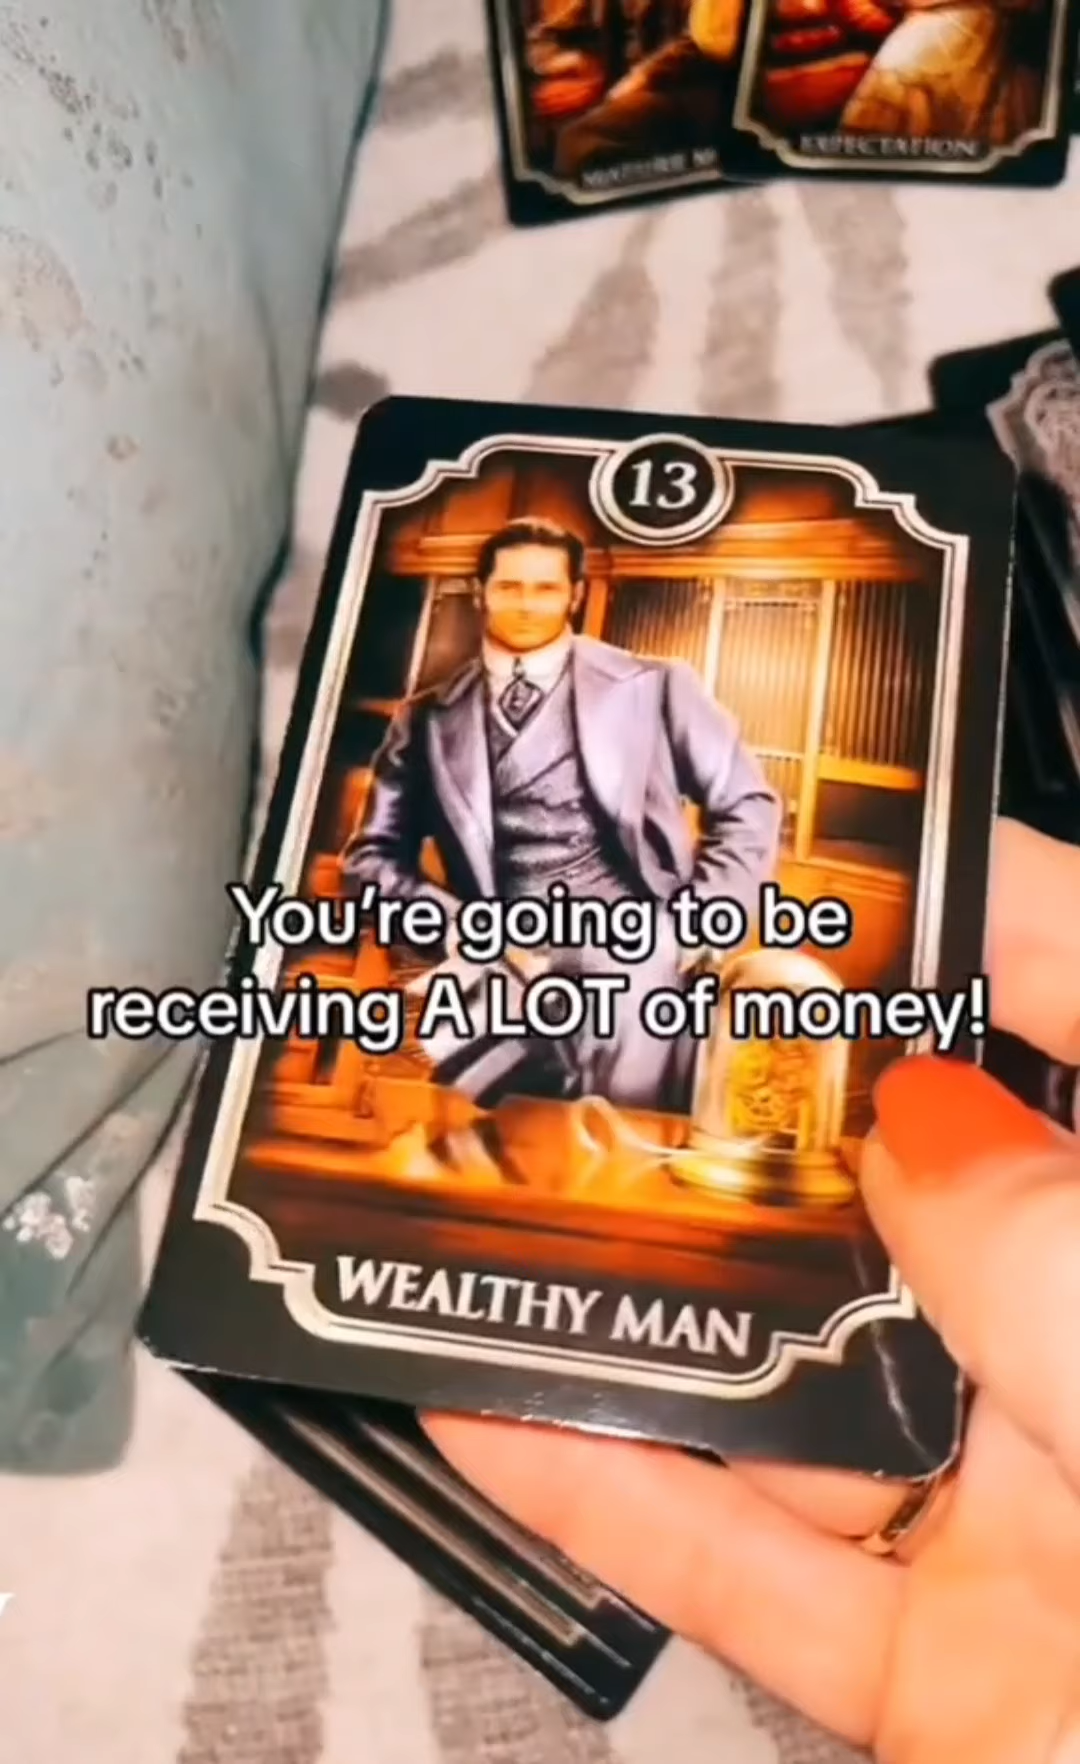 EXPECTATION
13
You're going to be
receiving A LOT of money!
WEALTHY MAN